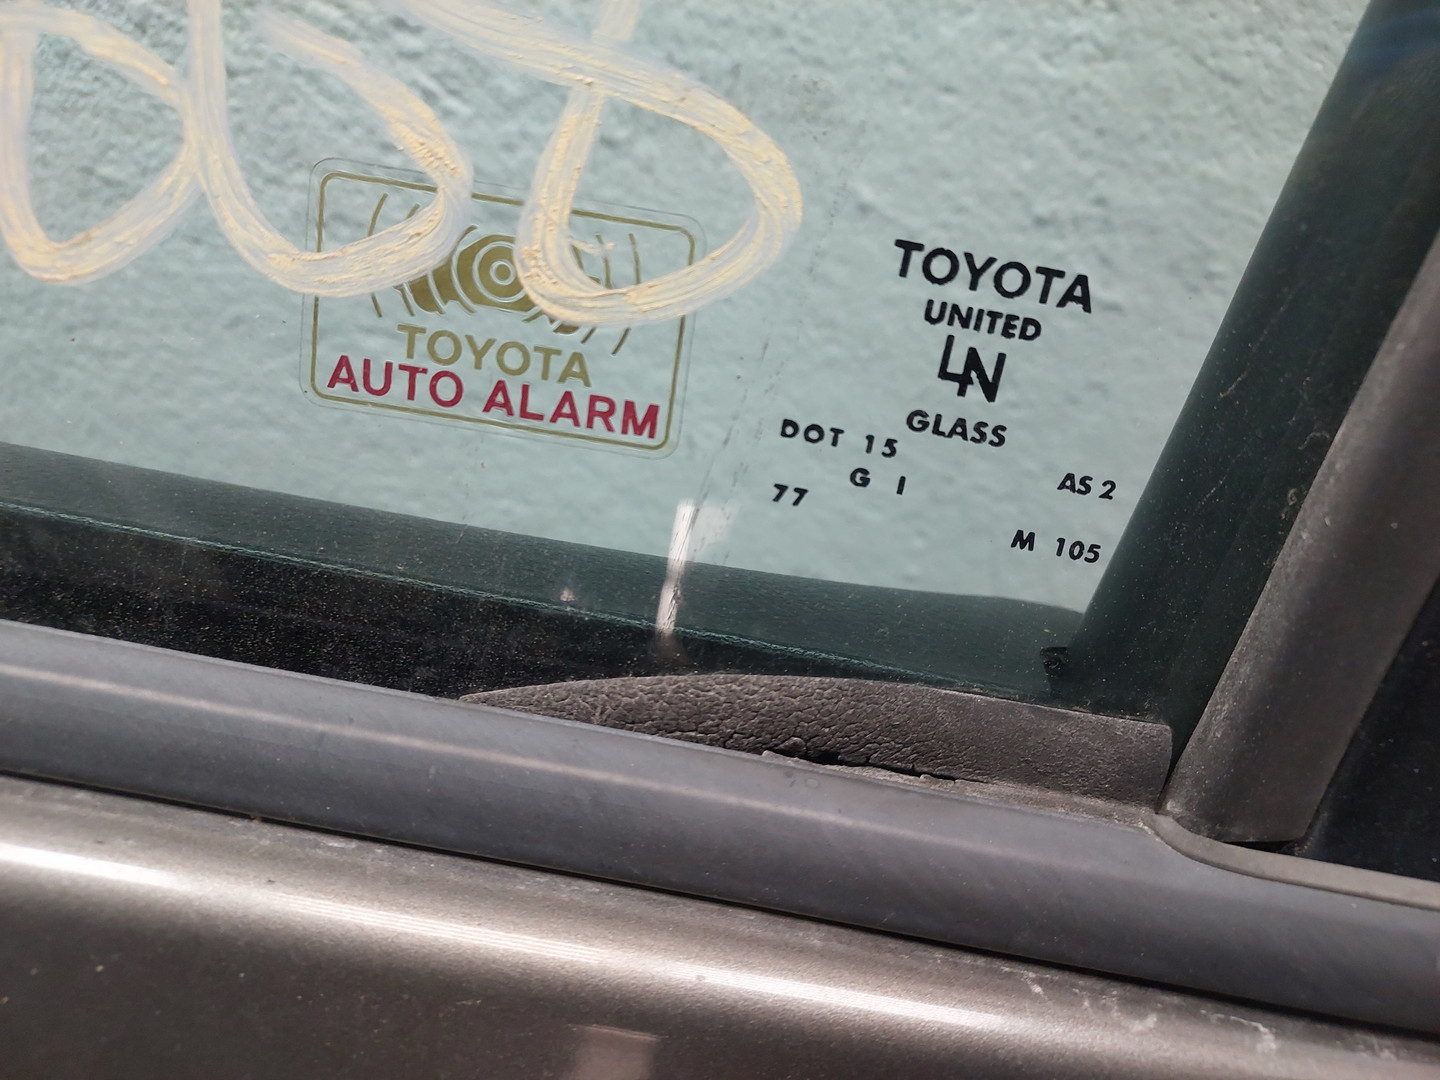 TOYOTA
AUTO ALARM
TOYOTA
UNITED
LN
GLASS
DOT 15
G I
AS 2
77
M 105